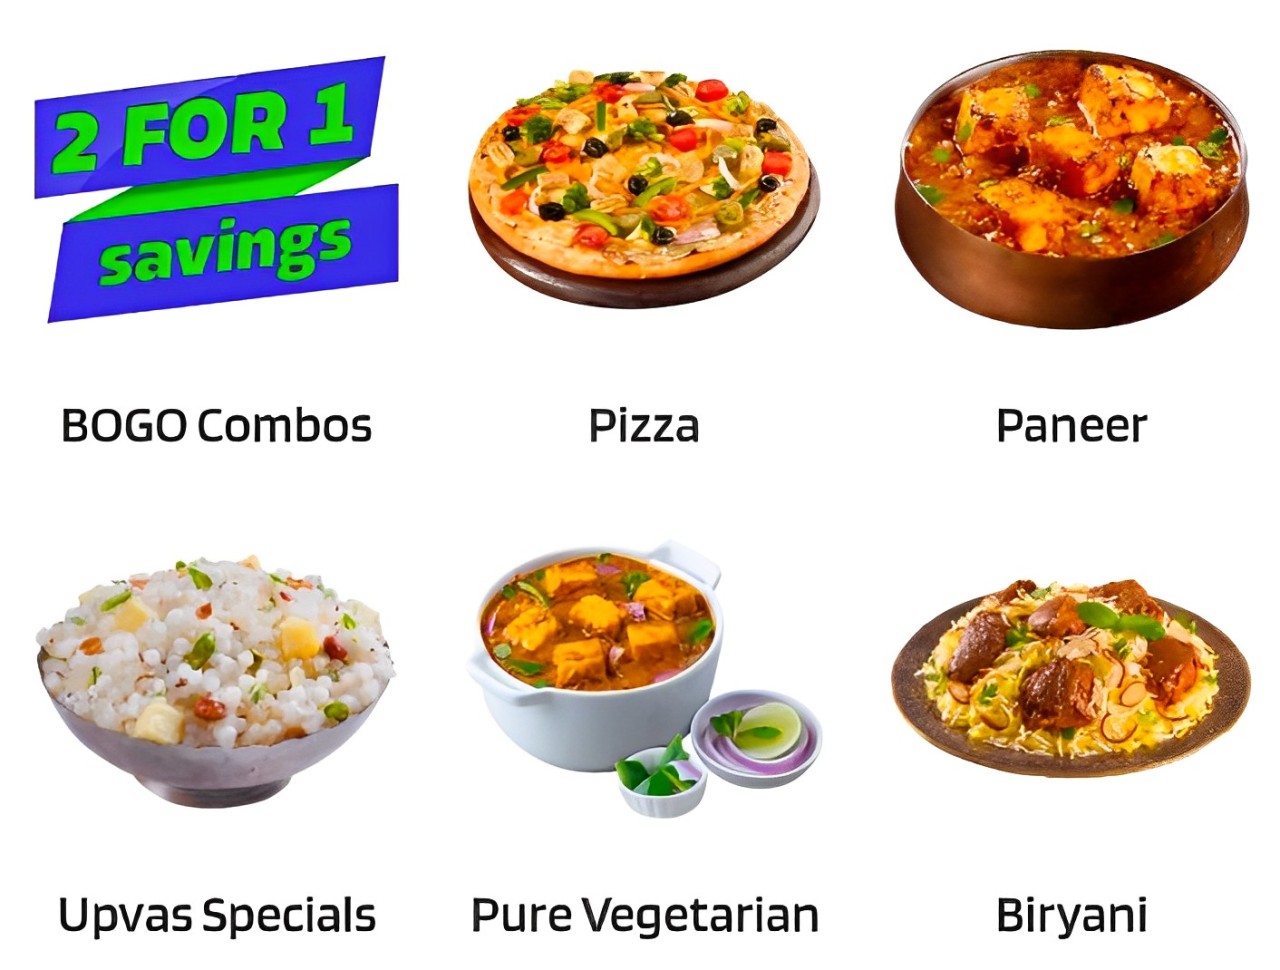 2 FOR 1
savings
BOGO Combos
Pizza
Paneer
Upvas Specials
Pure Vegetarian
Biryani